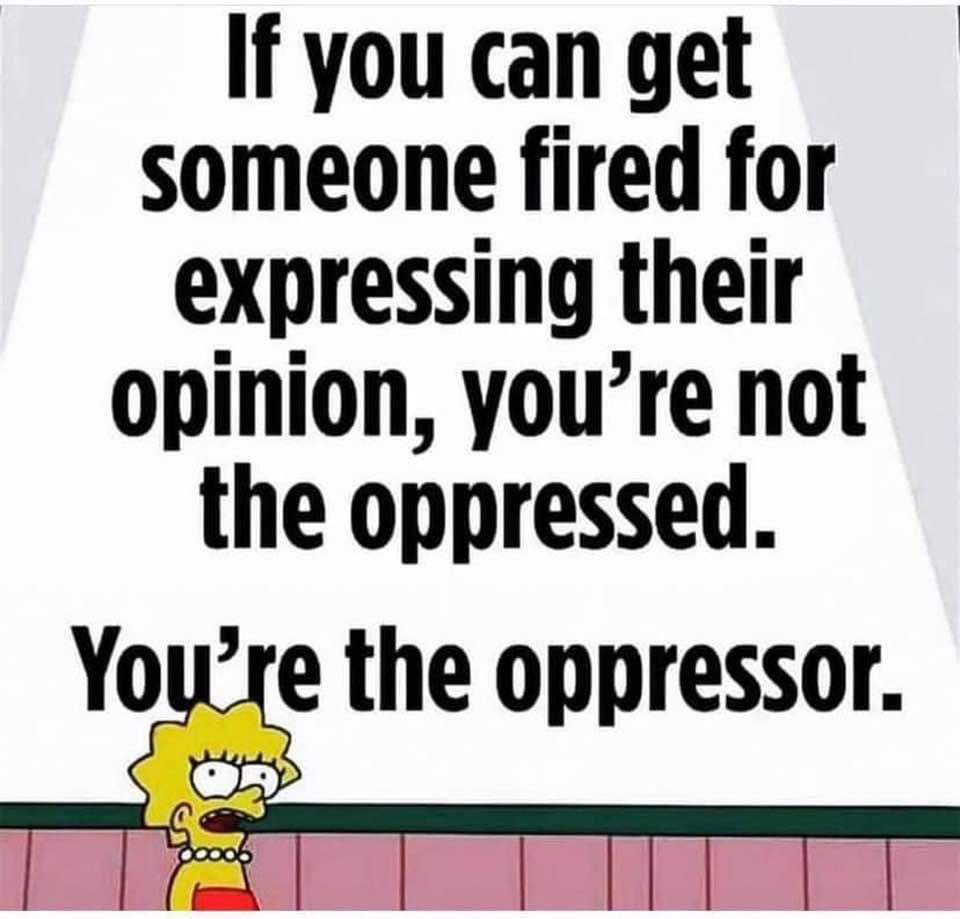 If you can get
someone fired for
expressing their
opinion, you’re not
the oppressed.
You’re the oppressor.